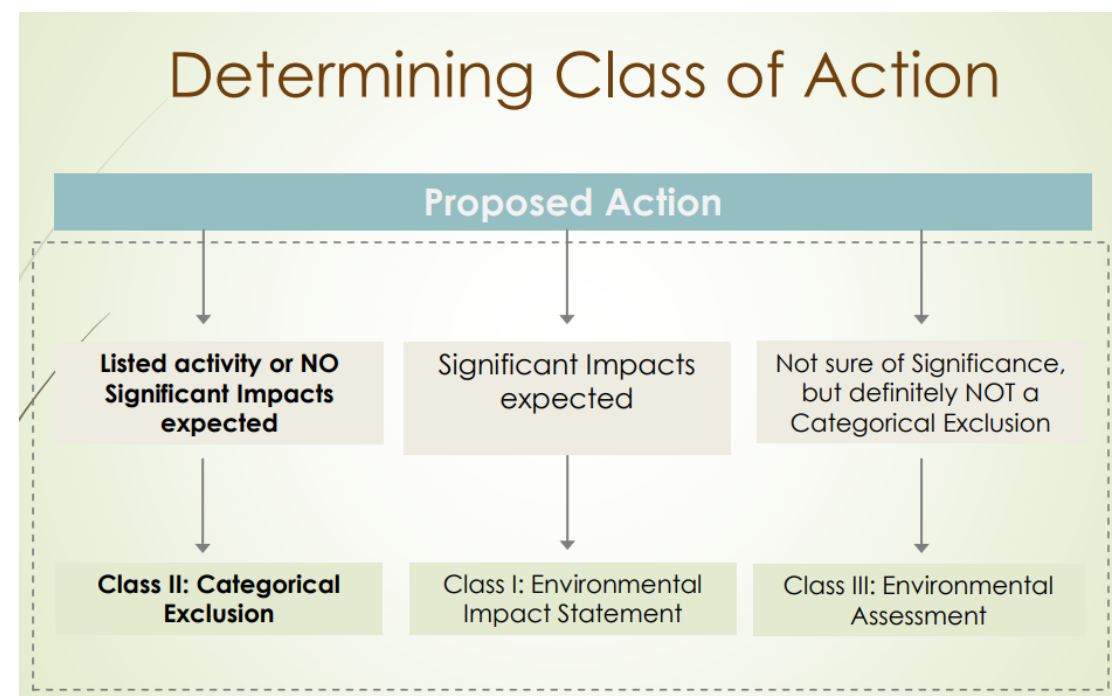 Determining Class of Action
Proposed Action
Listed activity or NO
Significant Impacts
expected
Significant Impacts
expected
Not sure of Significance,
but definitely NOT a
Categorical Exclusion
Class II: Categorical
Exclusion
Class I: Environmental
Impact Statement
Class III: Environmental
Assessment